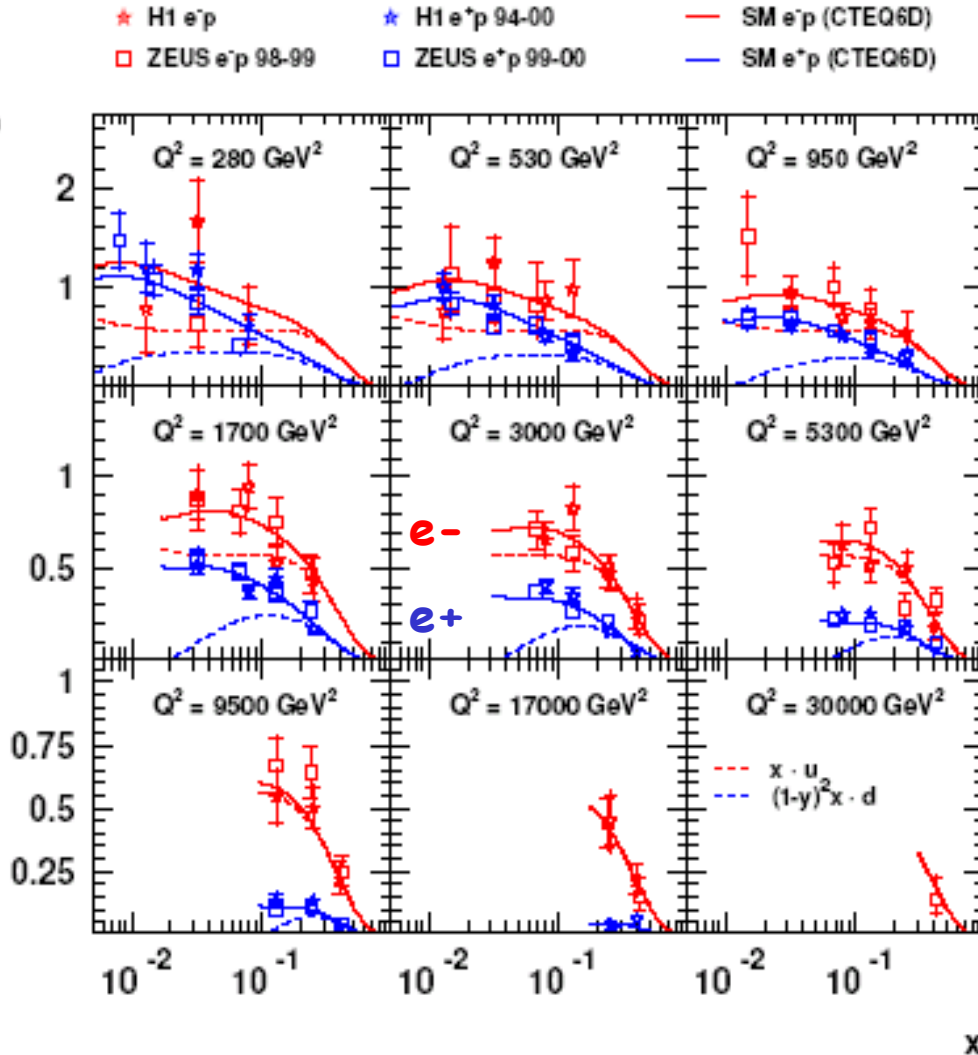 H1 e⁻p H1 e⁺p 94-00 SM e⁻p (CTEQ6D)
ZEUS e⁻p 98-99 ZEUS e⁺p 99-00 SM e⁺p (CTEQ6D)
Q² = 280 GeV² Q² = 530 GeV² Q² = 950 GeV²
2
1
Q² = 1700 GeV² Q² = 3000 GeV² Q² = 5300 GeV²
1
e-
0.5
e+
1
Q² = 9500 GeV² Q² = 17000 GeV² Q² = 30000 GeV²
0.75
x · u
(1-y)²x · d
0.5
0.25
10⁻² 10⁻¹ 10⁻² 10⁻¹ 10⁻² 10⁻¹
x